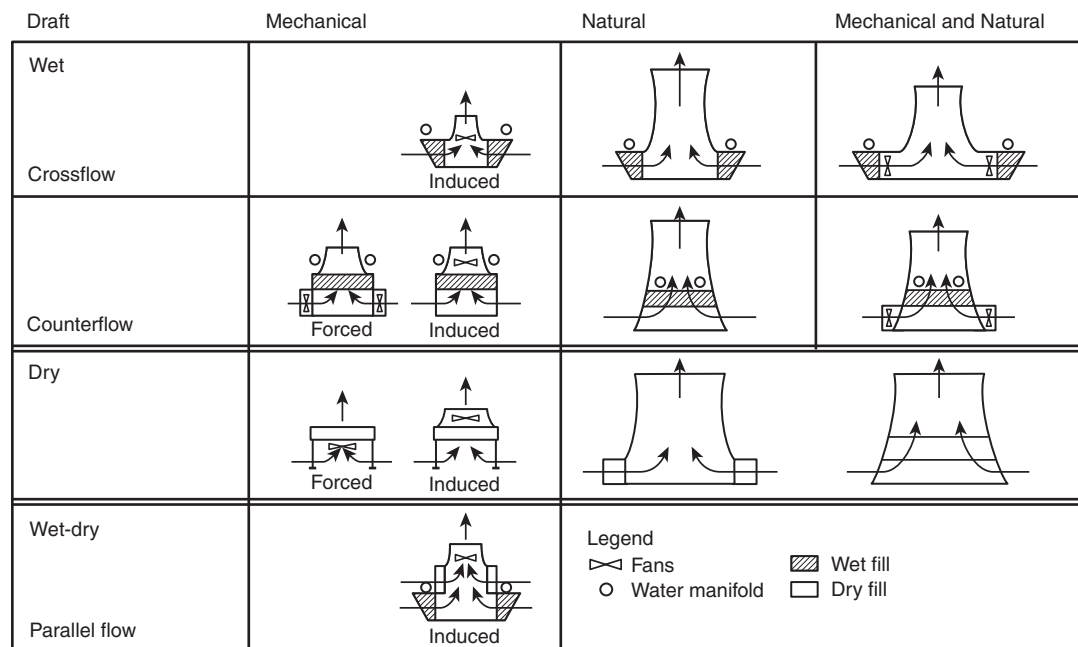 Draft Mechanical Natural Mechanical and Natural
Wet
Crossflow
Induced
Counterflow
Forced Induced
Dry
Forced Induced
Wet-dry
Parallel flow
Induced
Legend
Fans
Wet fill
Water manifold
Dry fill